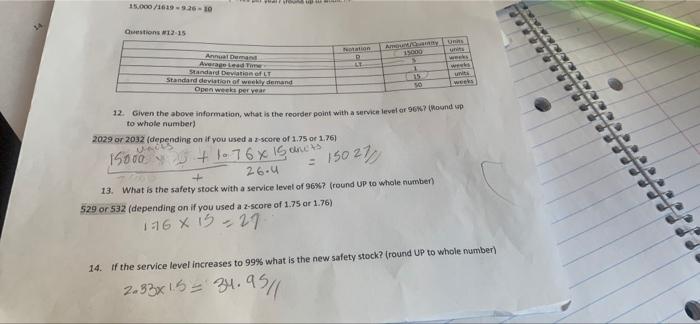 15,000 /1619 = 9.26 = 10
14
Questions #12-15
Notation Amount/Quantity Units
Annual Demand D 15000 units
Average Lead Time LT 5 weeks
Standard Deviation of LT 1 weeks
Standard deviation of weekly demand 15 units
Open weeks per year 50 weeks
12. Given the above information, what is the reorder point with a service level of 96%? (Round up
to whole number)
2029 or 2032 (depending on if you used a z-score of 1.75 or 1.76)
units
15000 + 1.76 x 15 = 15027
+ 26.4
13. What is the safety stock with a service level of 96%? (round UP to whole number)
529 or 532 (depending on if you used a z-score of 1.75 or 1.76)
1.76 x 15 = 27
14. If the service level increases to 99% what is the new safety stock? (round UP to whole number)
2.33x 1.5 = 34.95